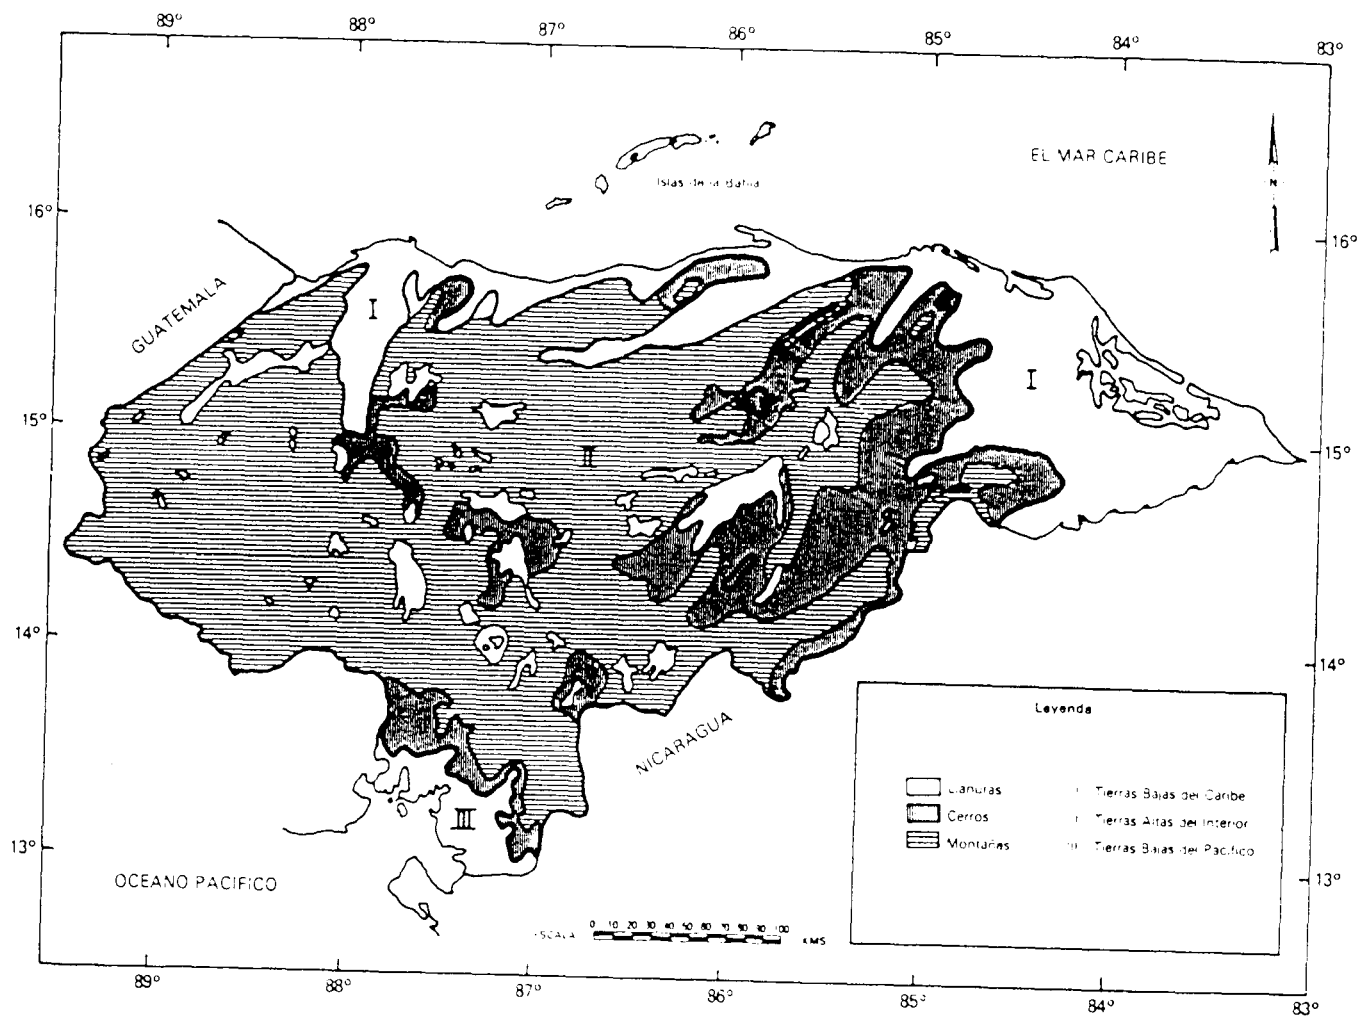 89° 88° 87° 86° 85° 84° 83°
EL MAR CARIBE
N
Islas de la Bahia
16° 16°
GUATEMALA
I
I
15° 15°
II
14° 14°
NICARAGUA
Leyenda
Llanuras
Cerros
Montañas
I Tierras Bajas del Caribe
Tierras Altas del Interior
III Tierras Bajas del Pacifico
III
13° 13°
OCEANO PACIFICO
ESCALA 0 10 20 30 40 50 60 70 80 90 100 KMS
89° 88° 87° 86° 85° 84° 83°